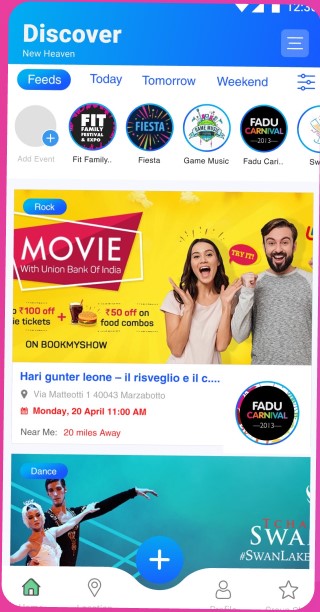 12:3
Discover
New Heaven
Feeds
Today
Tomorrow
Weekend
FIT
FAMILY
FESTIVAL
& EXPO
FIESTA
GAME MUSIC
FADU
CARNIVAL
2013
Add Event
Fit Family..
Fiesta
Game Music
Fadu Cari..
Sw
Rock
MOVIE
With Union Bank Of India
TRY IT!
₹100 off
ie tickets
+
₹50 off on
food combos
ON BOOKMYSHOW
Hari gunter leone – il risveglio e il c....
Via Matteotti 1 40043 Marzabotto
Monday, 20 April 11:00 AM
Near Me: 20 miles Away
FADU
CARNIVAL
2013
Dance
TCHA
SWA
#SWANLAKE